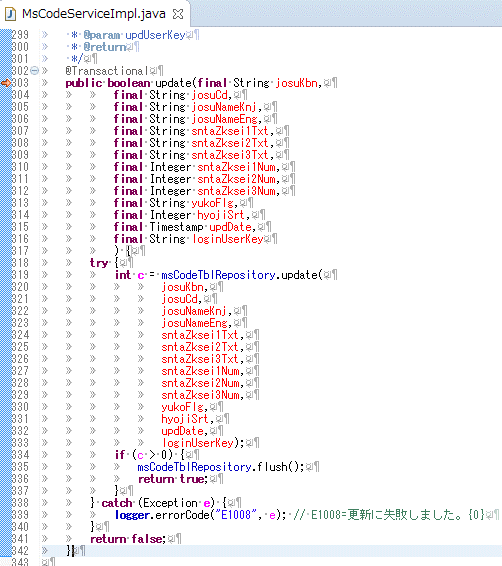 MsCodeServiceImpl.java
299 * @param updUserKey
300 * @return
301 */
302 @Transactional
303 public boolean update(final String josuKbn,
304 final String josuCd,
305 final String josuNameKnj,
306 final String josuNameEng,
307 final String sntaZksei1Txt,
308 final String sntaZksei2Txt,
309 final String sntaZksei3Txt,
310 final Integer sntaZksei1Num,
311 final Integer sntaZksei2Num,
312 final Integer sntaZksei3Num,
313 final String yukoFlg,
314 final Integer hyojiSrt,
315 final Timestamp updDate,
316 final String loginUserKey
317 ) {
318 try {
319 int c = msCodeTblRepository.update(
320 josuKbn,
321 josuCd,
322 josuNameKnj,
323 josuNameEng,
324 sntaZksei1Txt,
325 sntaZksei2Txt,
326 sntaZksei3Txt,
327 sntaZksei1Num,
328 sntaZksei2Num,
329 sntaZksei3Num,
330 yukoFlg,
331 hyojiSrt,
332 updDate,
333 loginUserKey);
334 if (c > 0) {
335 msCodeTblRepository.flush();
336 return true;
337 }
338 } catch (Exception e) {
339 logger.errorCode("E1008", e); // E1008=更新に失敗しました。{0}
340 }
341 return false;
342 }
343